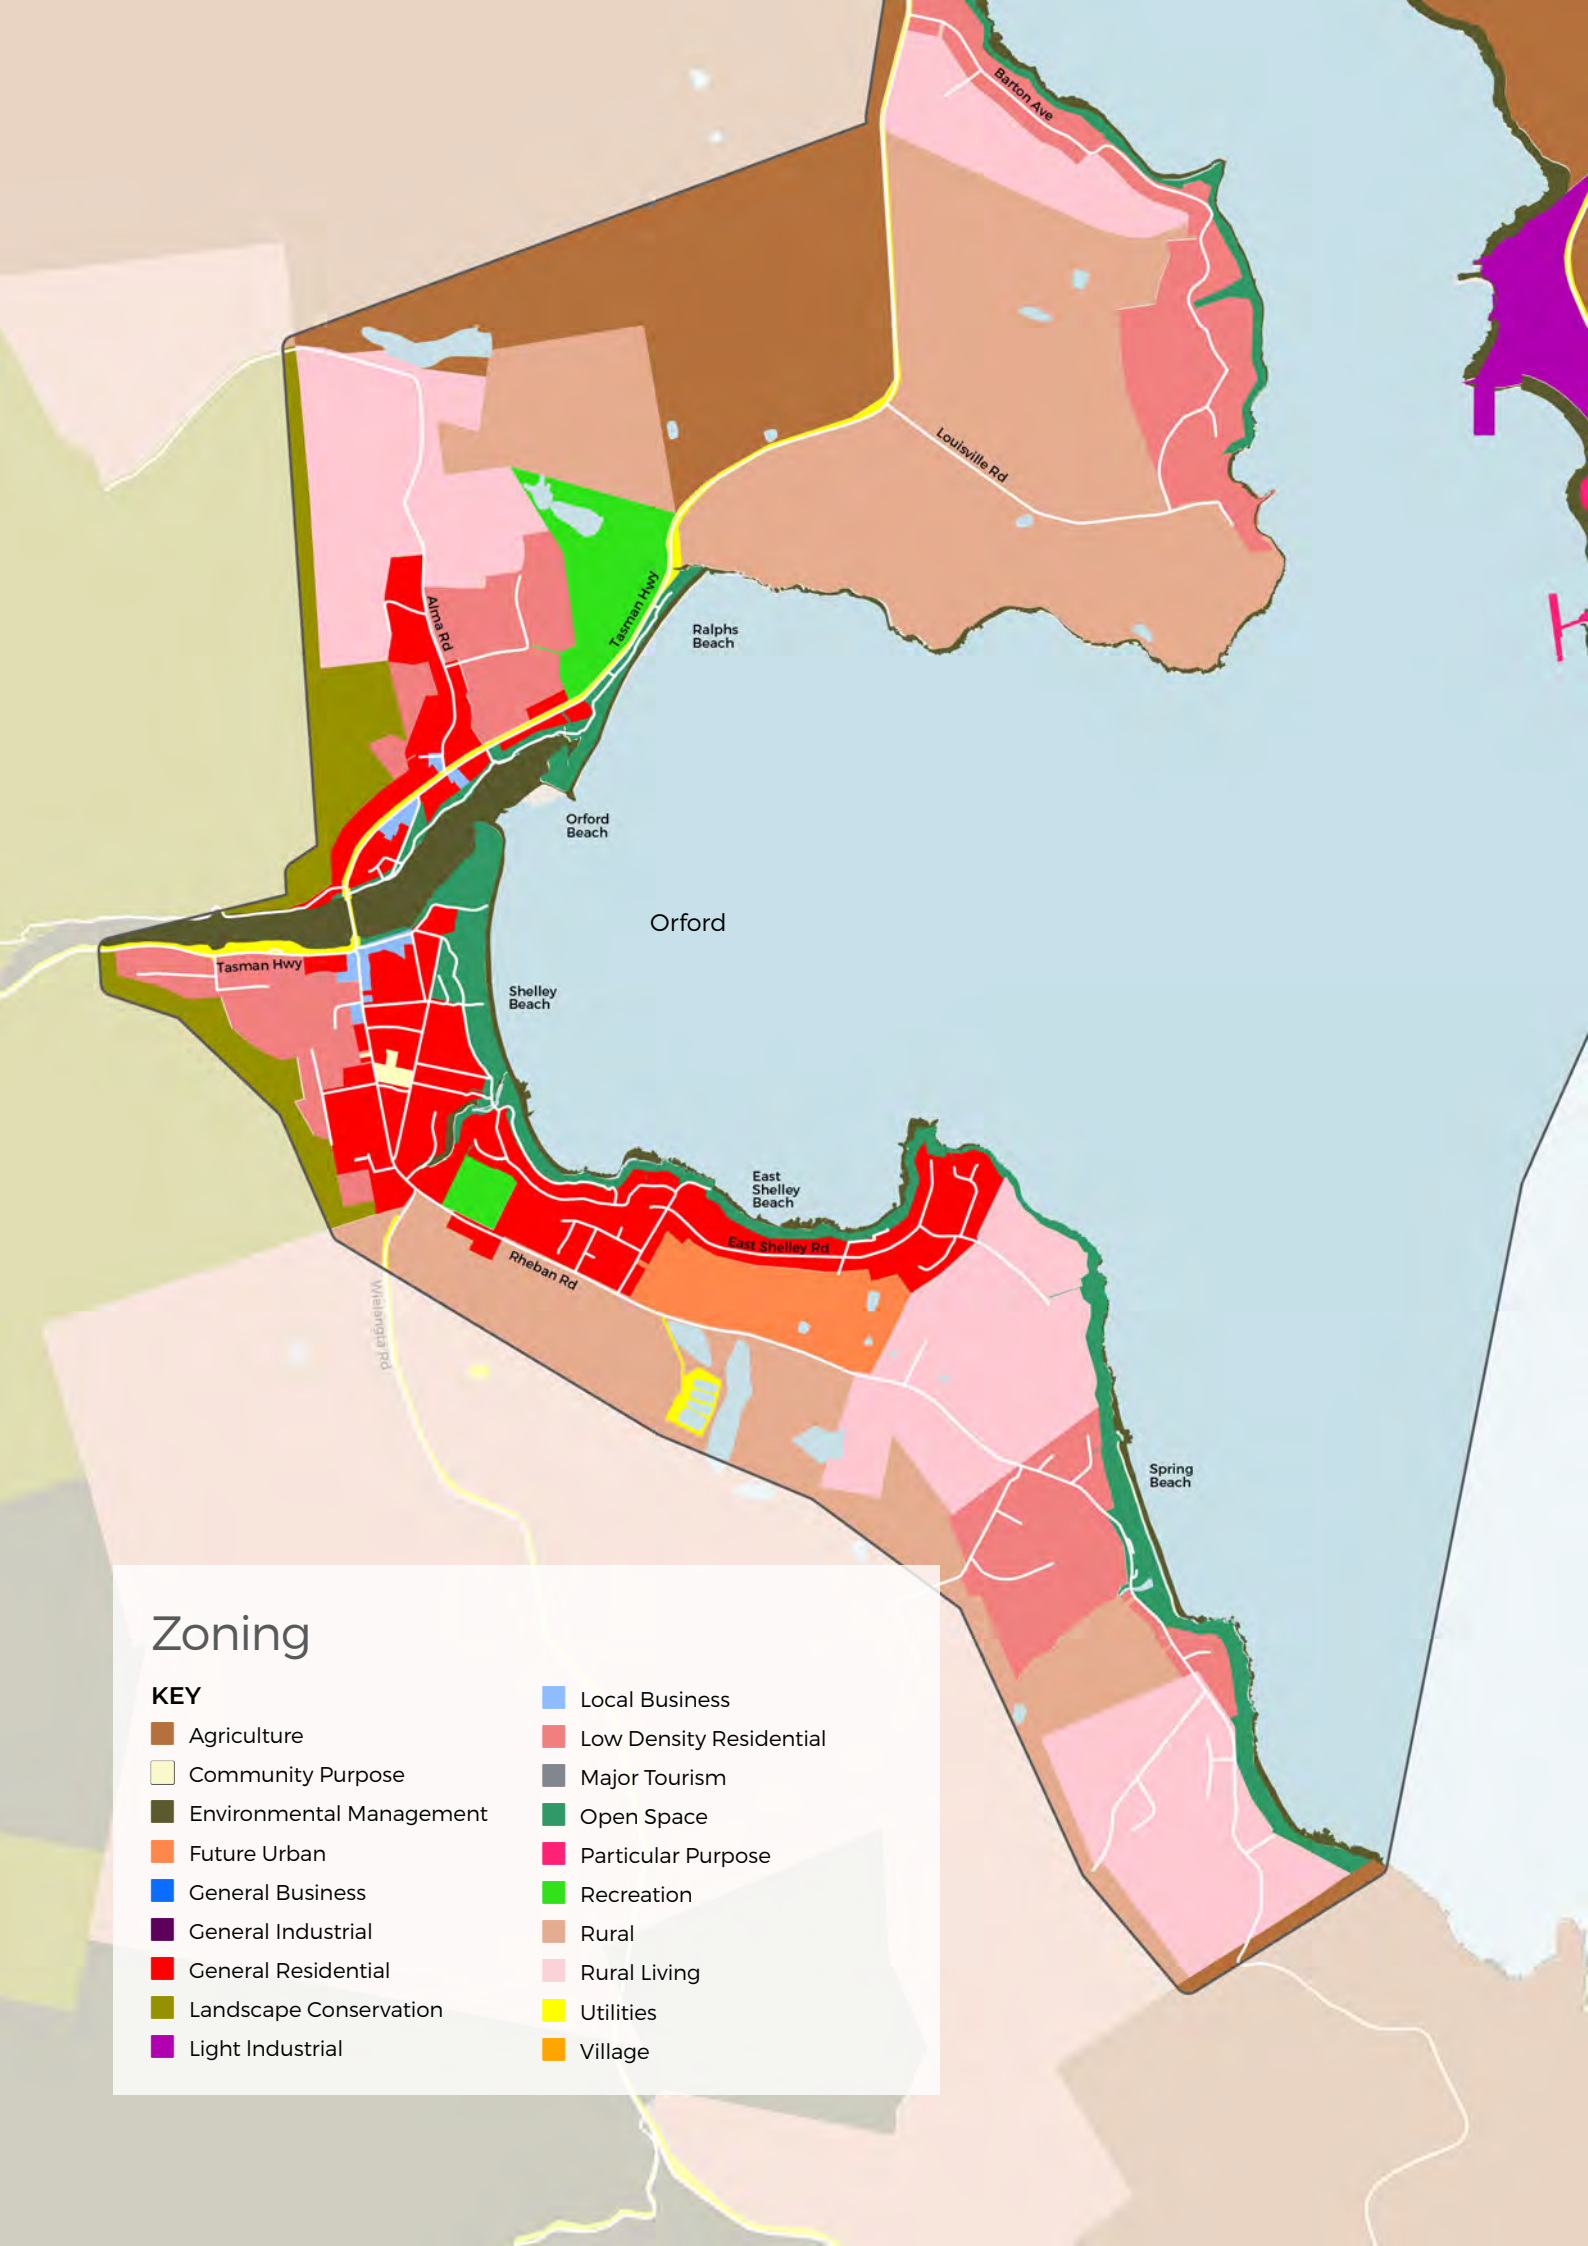 Barton Ave
Louisville Rd
Tasman Hwy
Alma Rd
Ralphs
Beach
Orford
Beach
Orford
Tasman Hwy
Shelley
Beach
East
Shelley
Beach
East Shelley Rd
Rheban Rd
Wielangta Rd
Spring
Beach
Zoning
KEY
Agriculture
Community Purpose
Environmental Management
Future Urban
General Business
General Industrial
General Residential
Landscape Conservation
Light Industrial
Local Business
Low Density Residential
Major Tourism
Open Space
Particular Purpose
Recreation
Rural
Rural Living
Utilities
Village